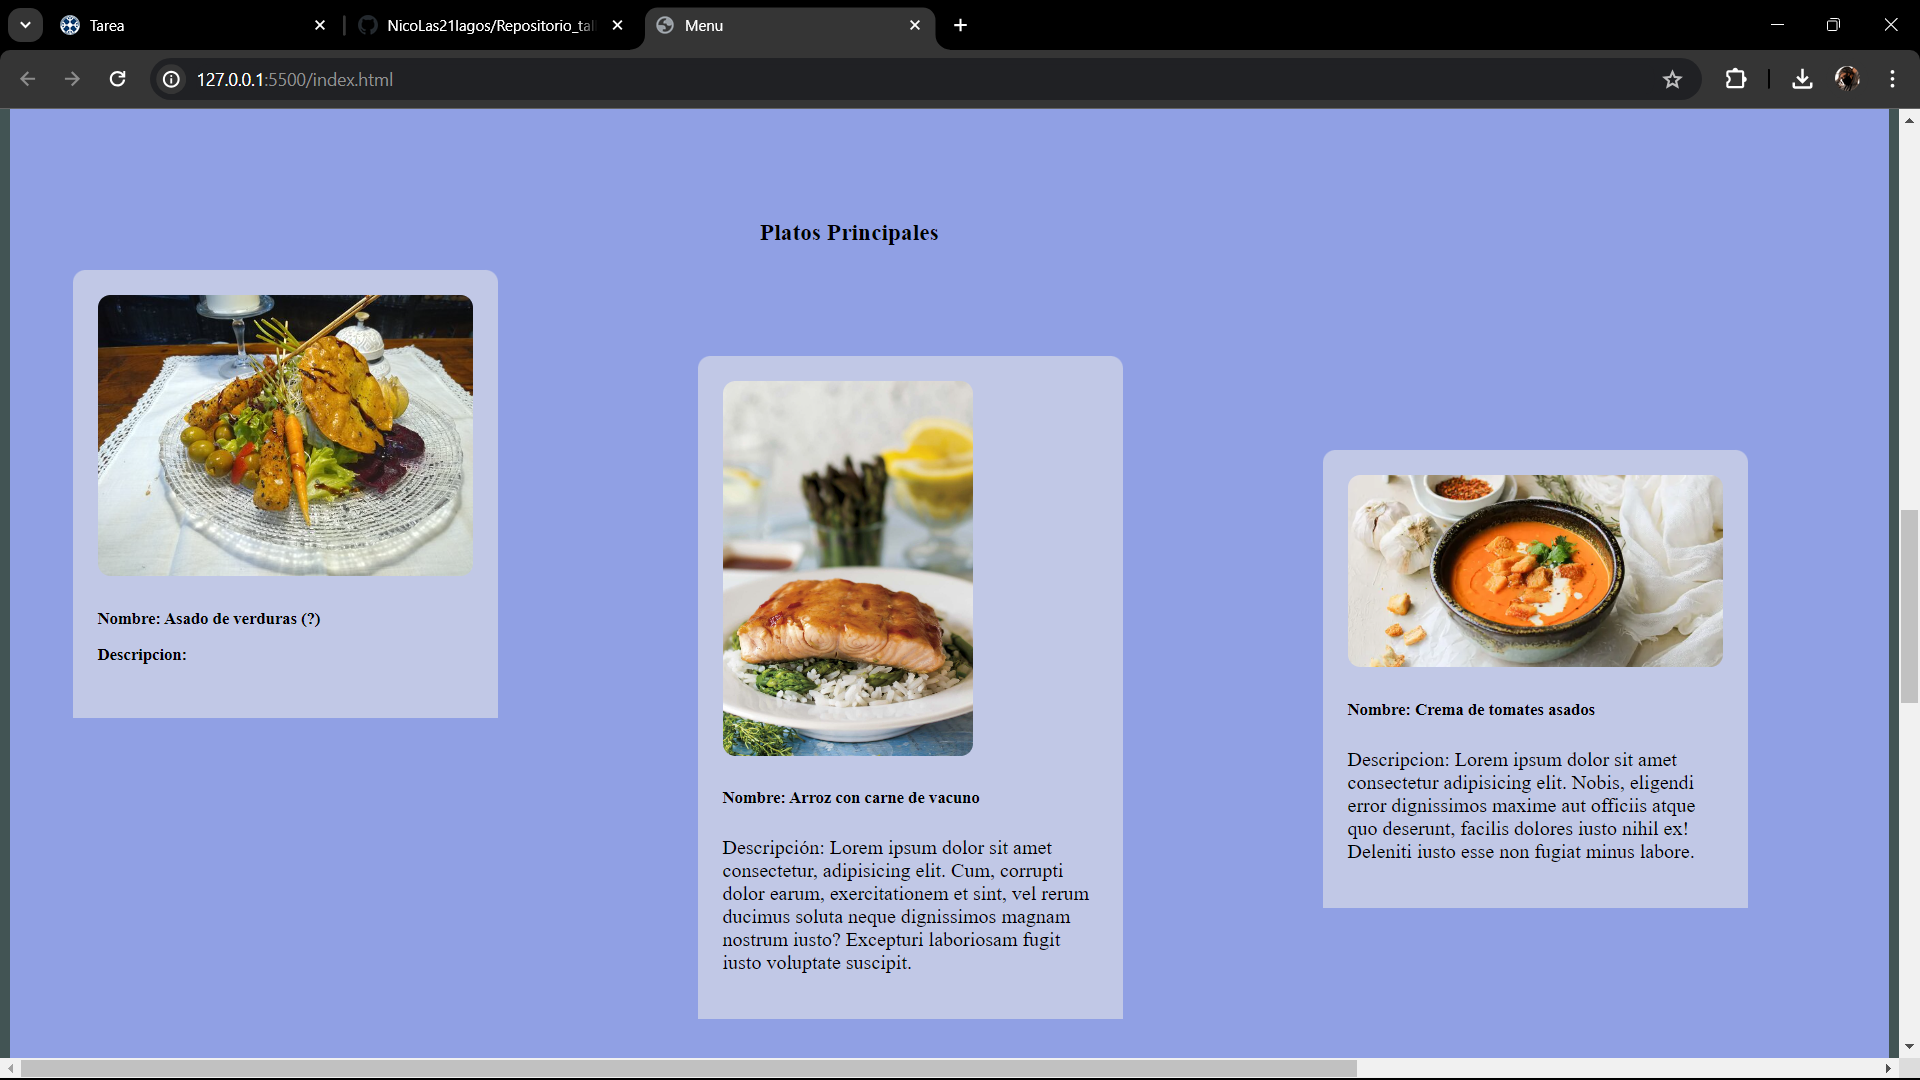 Tarea
NicoLas21lagos/Repositorio_tall
Menu
127.0.0.1:5500/index.html
Platos Principales
Nombre: Asado de verduras (?)
Descripcion:
Nombre: Arroz con carne de vacuno
Descripción: Lorem ipsum dolor sit amet
consectetur, adipisicing elit. Cum, corrupti
dolor earum, exercitationem et sint, vel rerum
ducimus soluta neque dignissimos magnam
nostrum iusto? Excepturi laboriosam fugit
iusto voluptate suscipit.
Nombre: Crema de tomates asados
Descripcion: Lorem ipsum dolor sit amet
consectetur adipisicing elit. Nobis, eligendi
error dignissimos maxime aut officiis atque
quo deserunt, facilis dolores iusto nihil ex!
Deleniti iusto esse non fugiat minus labore.